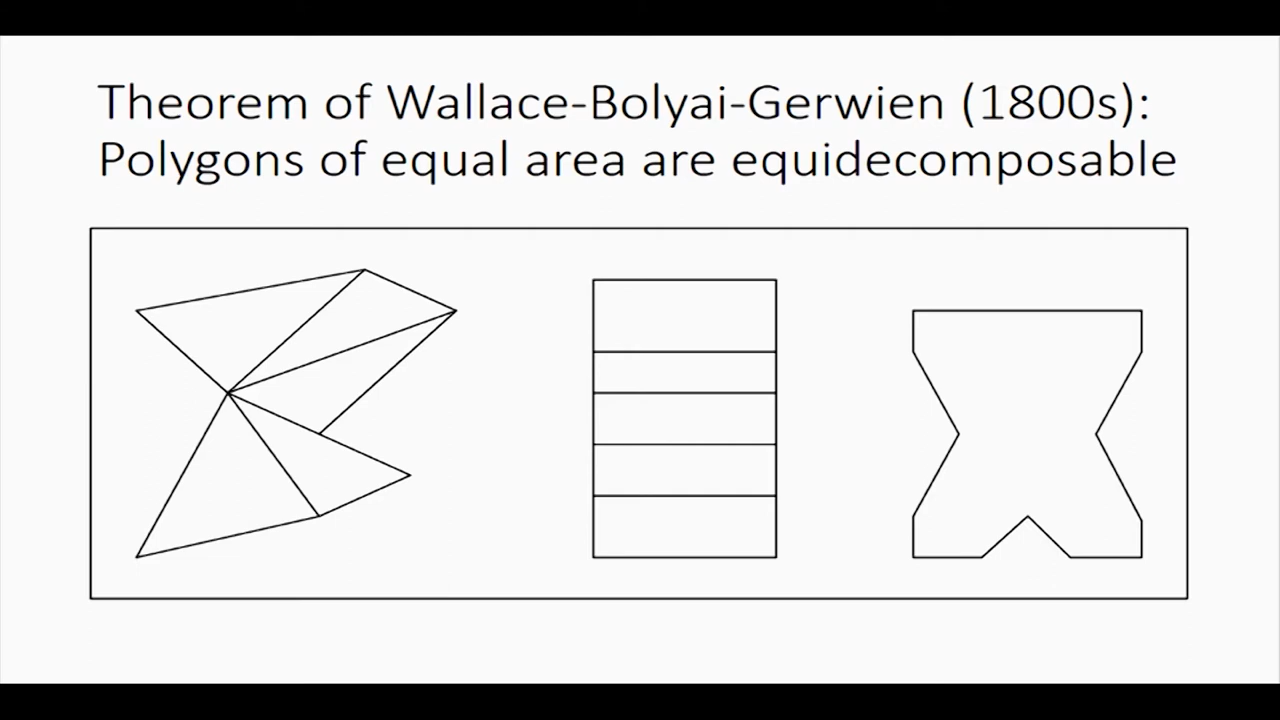 Theorem of Wallace-Bolyai-Gerwien (1800s):
Polygons of equal area are equidecomposable